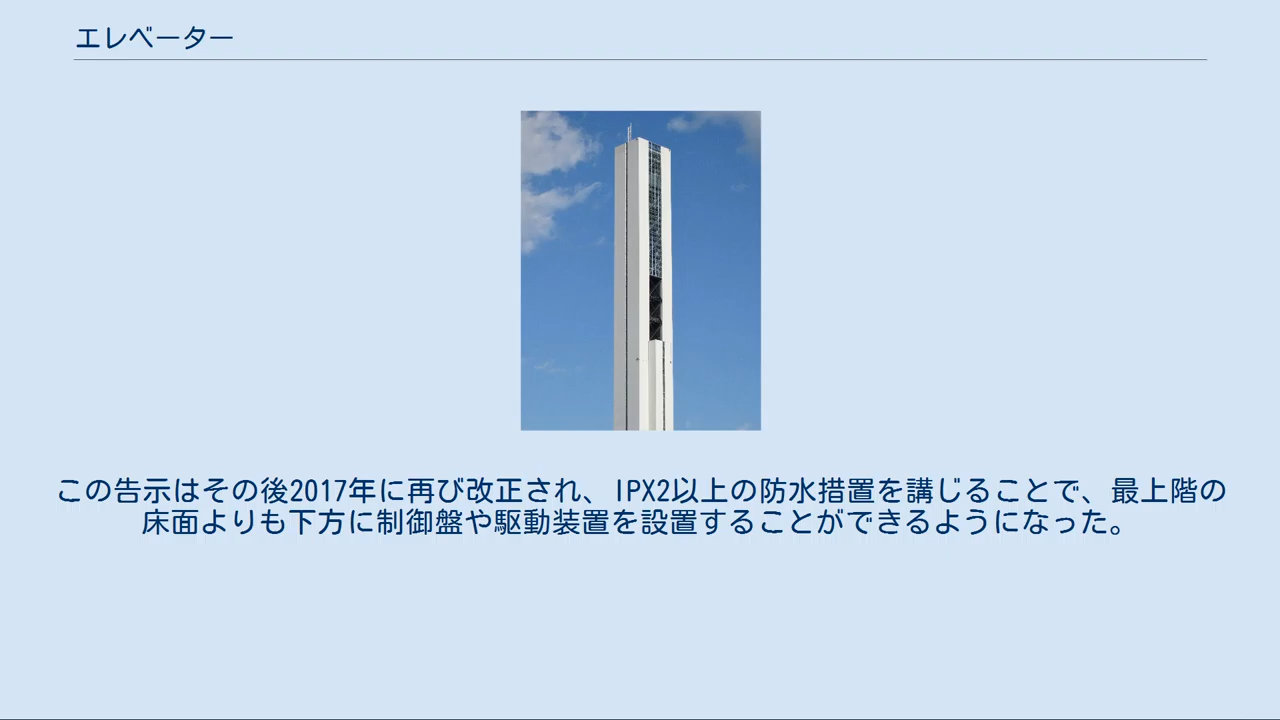 エレベーター
この告示はその後2017年に再び改正され、IPX2以上の防水措置を講じることで、最上階の
床面よりも下方に制御盤や駆動装置を設置することができるようになった。